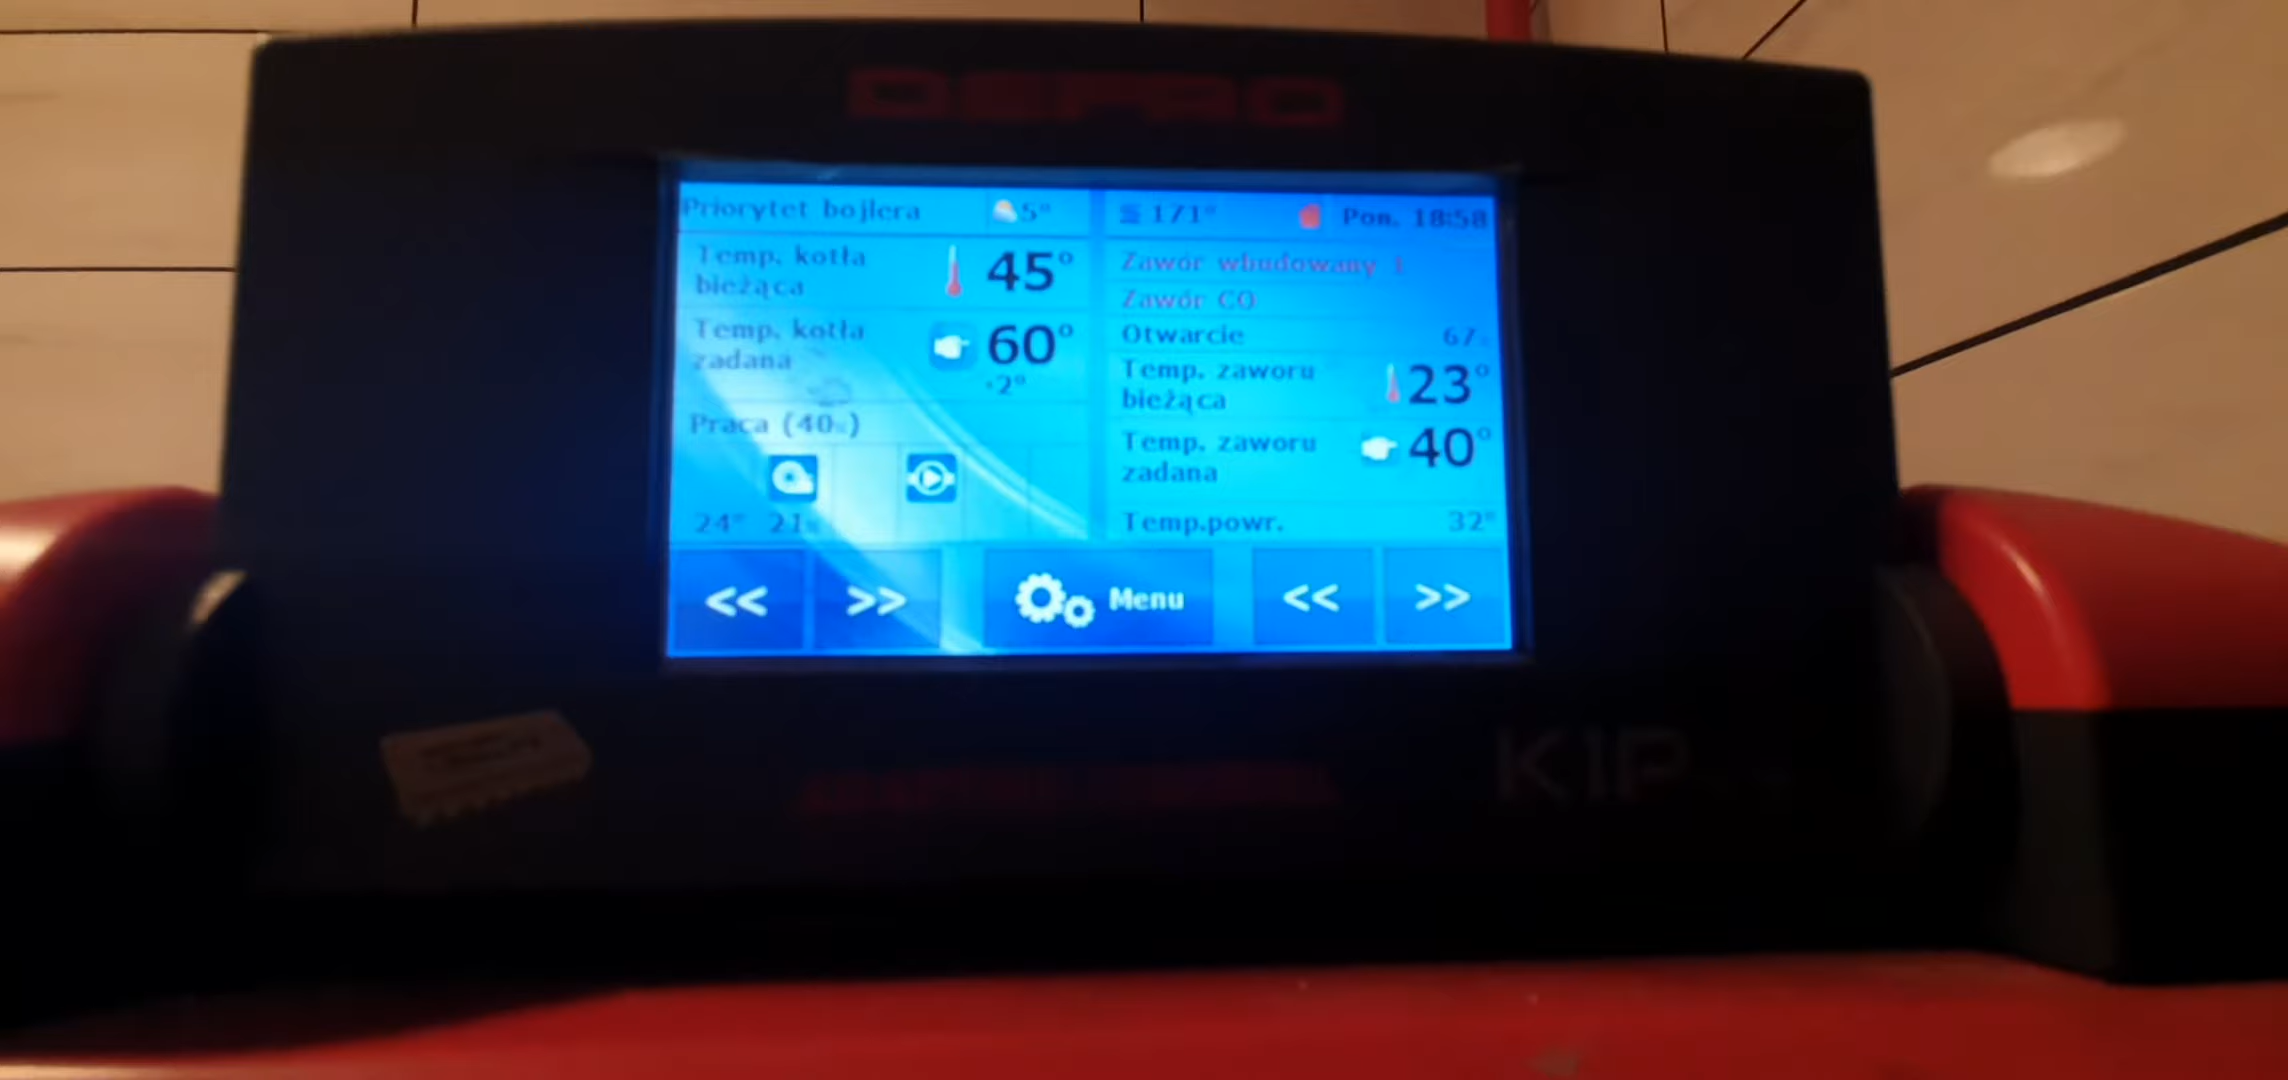 DEFRO
Priorytet bojlera 5°
171° Pon. 18:58
Temp. kotła
bieżąca 45°
Temp. kotła
zadana 60°
-2°
Praca (40%)
24° 21%
Zawór wbudowany 1
Zawór CO
Otwarcie 67%
Temp. zaworu
bieżąca 23°
Temp. zaworu
zadana 40°
Temp.powr. 32°
<< >> Menu << >>
K1P